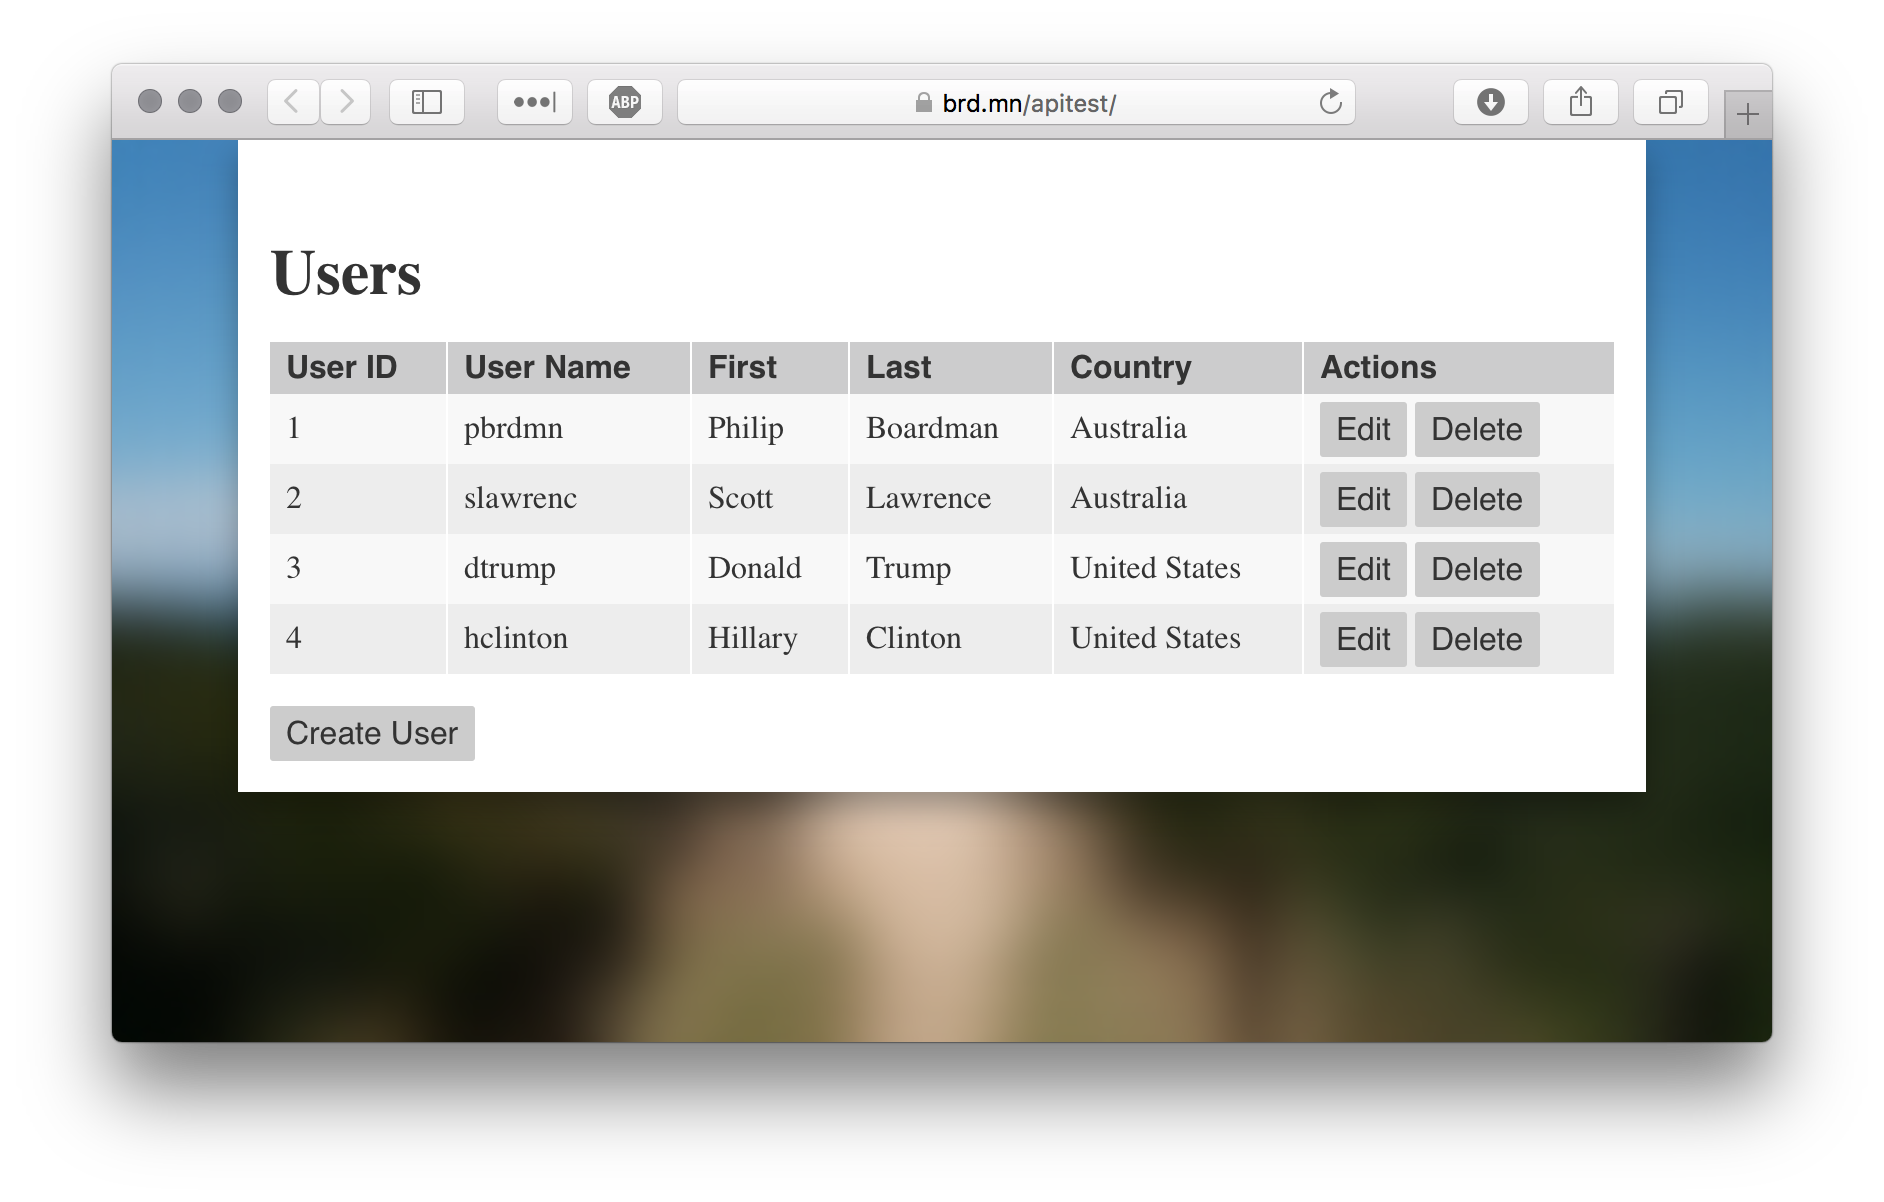 ABP
brd.mn/apitest/
Users
User ID User Name First Last Country Actions
1 pbrdmn Philip Boardman Australia Edit Delete
2 slawrenc Scott Lawrence Australia Edit Delete
3 dtrump Donald Trump United States Edit Delete
4 hclinton Hillary Clinton United States Edit Delete
Create User